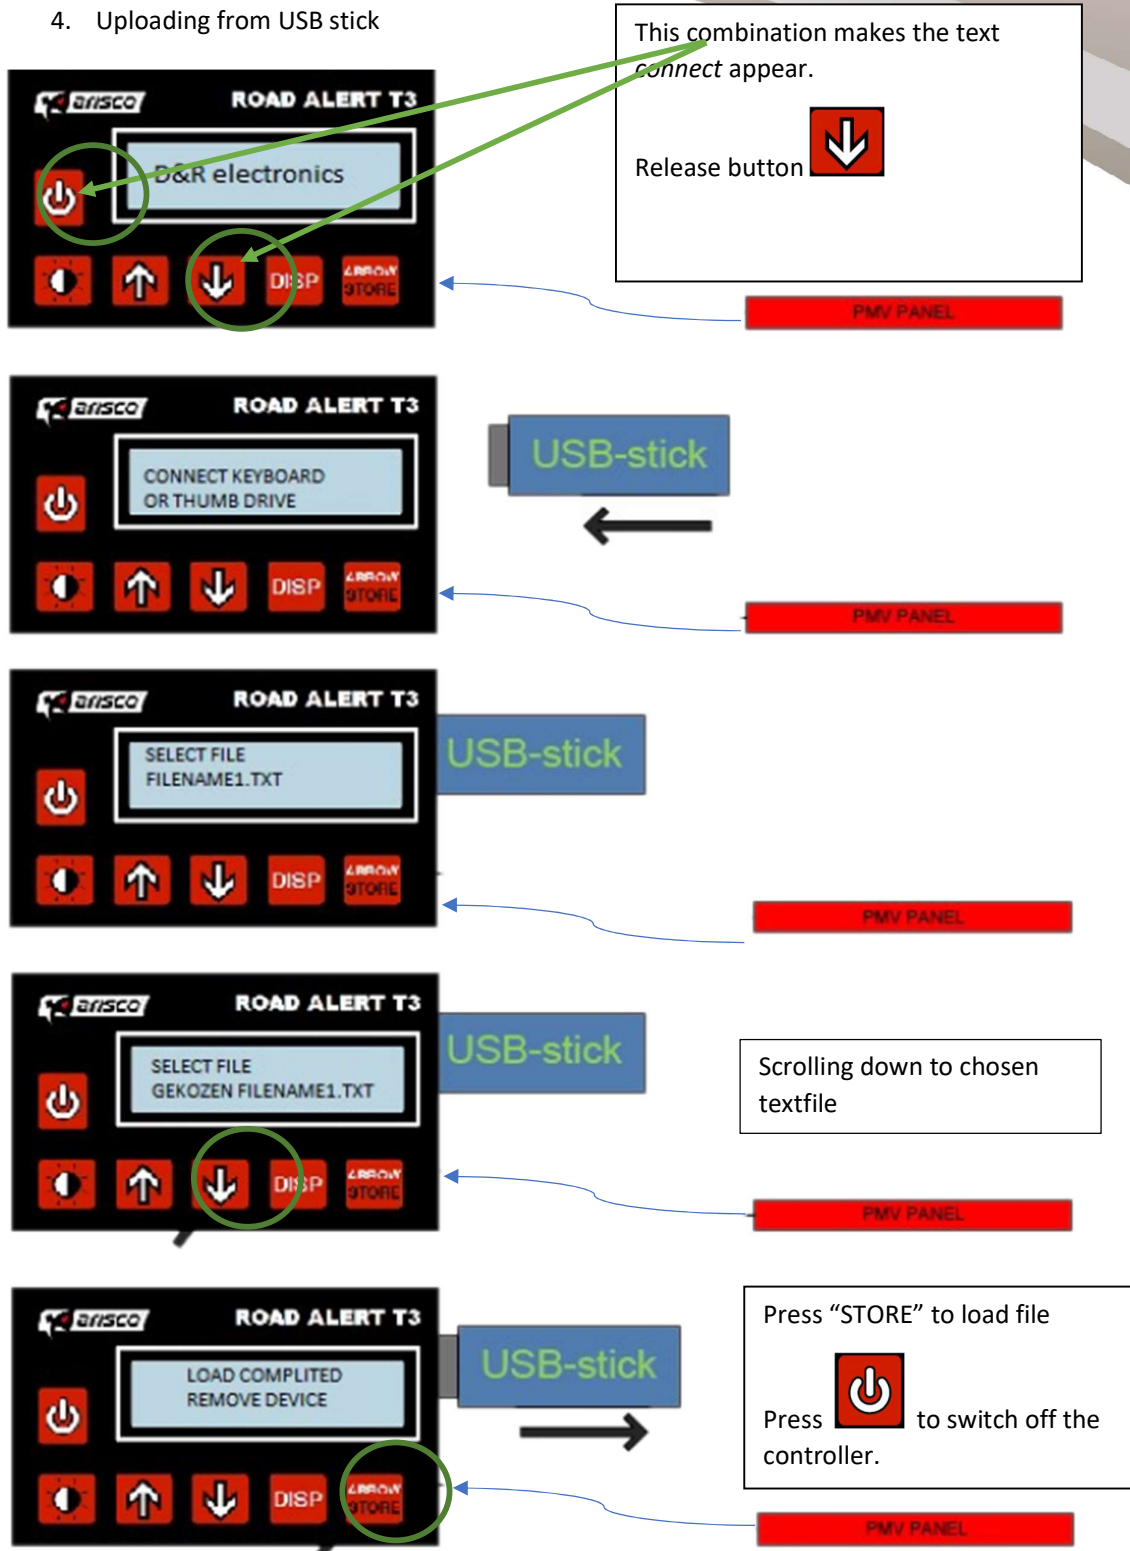 4. Uploading from USB stick
This combination makes the text
connect appear.
Release button
arisco
ROAD ALERT T3
D&R electronics
DISP
ARROW
STORE
PMV PANEL
arisco
ROAD ALERT T3
CONNECT KEYBOARD
OR THUMB DRIVE
USB-stick
DISP
ARROW
STORE
PMV PANEL
arisco
ROAD ALERT T3
SELECT FILE
FILENAME1.TXT
USB-stick
DISP
ARROW
STORE
PMV PANEL
arisco
ROAD ALERT T3
SELECT FILE
GEKOZEN FILENAME1.TXT
USB-stick
Scrolling down to chosen
textfile
DISP
ARROW
STORE
PMV PANEL
arisco
ROAD ALERT T3
LOAD COMPLITED
REMOVE DEVICE
USB-stick
Press “STORE” to load file
Press to switch off the
controller.
DISP
ARROW
STORE
PMV PANEL